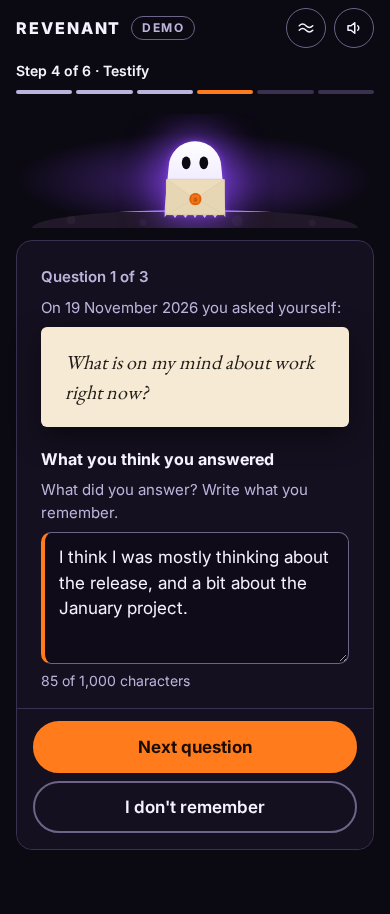 REVENANT DEMO
Step 4 of 6 · Testify
Question 1 of 3
On 19 November 2026 you asked yourself:
What is on my mind about work
right now?
What you think you answered
What did you answer? Write what you
remember.
I think I was mostly thinking about
the release, and a bit about the
January project.
85 of 1,000 characters
Next question
I don't remember